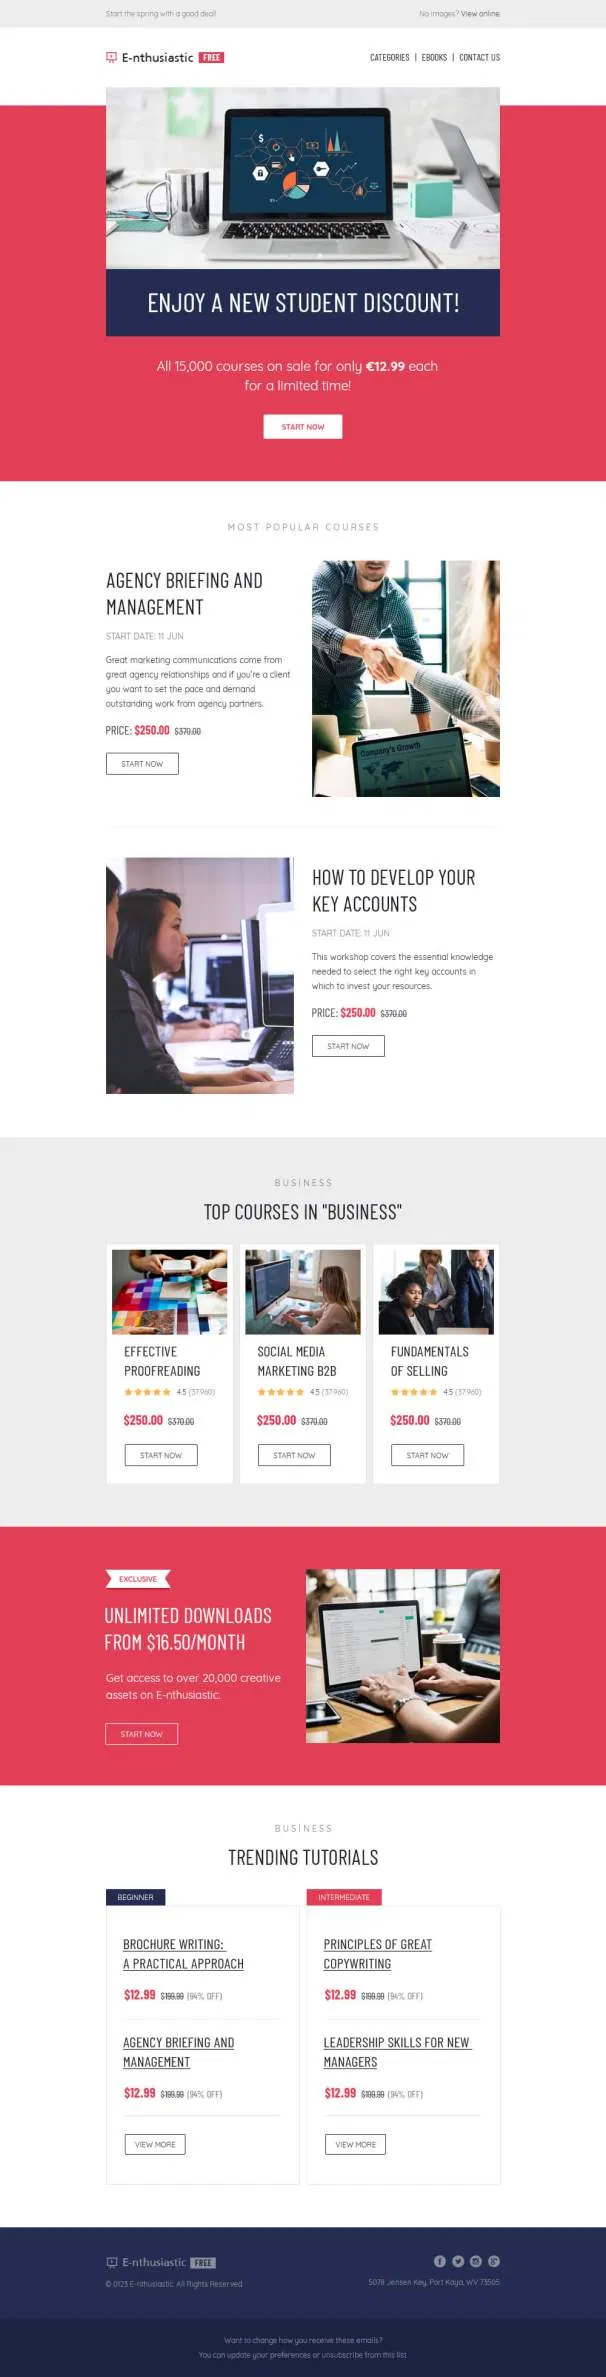 Start the spring with a good deal!
No images? View online
E-nthusiastic FREE
CATEGORIES | EBOOKS | CONTACT US
$
ENJOY A NEW STUDENT DISCOUNT!
All 15,000 courses on sale for only €12.99 each
for a limited time!
START NOW
MOST POPULAR COURSES
AGENCY BRIEFING AND
MANAGEMENT
START DATE: 11 JUN
Great marketing communications come from
great agency relationships and if you're a client
you want to set the pace and demand
outstanding work from agency partners.
PRICE: $250.00 $370.00
START NOW
Company's Growth
HOW TO DEVELOP YOUR
KEY ACCOUNTS
START DATE: 11 JUN
This workshop covers the essential knowledge
needed to select the right key accounts in
which to invest your resources.
PRICE: $250.00 $370.00
START NOW
BUSINESS
TOP COURSES IN "BUSINESS"
EFFECTIVE
PROOFREADING
4.5 (37.960)
$250.00 $370.00
START NOW
SOCIAL MEDIA
MARKETING B2B
4.5 (37.960)
$250.00 $370.00
START NOW
FUNDAMENTALS
OF SELLING
4.5 (37.960)
$250.00 $370.00
START NOW
EXCLUSIVE
UNLIMITED DOWNLOADS
FROM $16.50/MONTH
Get access to over 20,000 creative
assets on E-nthusiastic.
START NOW
BUSINESS
TRENDING TUTORIALS
BEGINNER
BROCHURE WRITING:
A PRACTICAL APPROACH
$12.99 $199.99 (94% OFF)
AGENCY BRIEFING AND
MANAGEMENT
$12.99 $199.99 (94% OFF)
VIEW MORE
INTERMEDIATE
PRINCIPLES OF GREAT
COPYWRITING
$12.99 $199.99 (94% OFF)
LEADERSHIP SKILLS FOR NEW
MANAGERS
$12.99 $199.99 (94% OFF)
VIEW MORE
E-nthusiastic FREE
© 0123 E-nthusiastic. All Rights Reserved.
5078 Jensen Key, Port Kaya, WV 73505
Want to change how you receive these emails?
You can update your preferences or unsubscribe from this list.